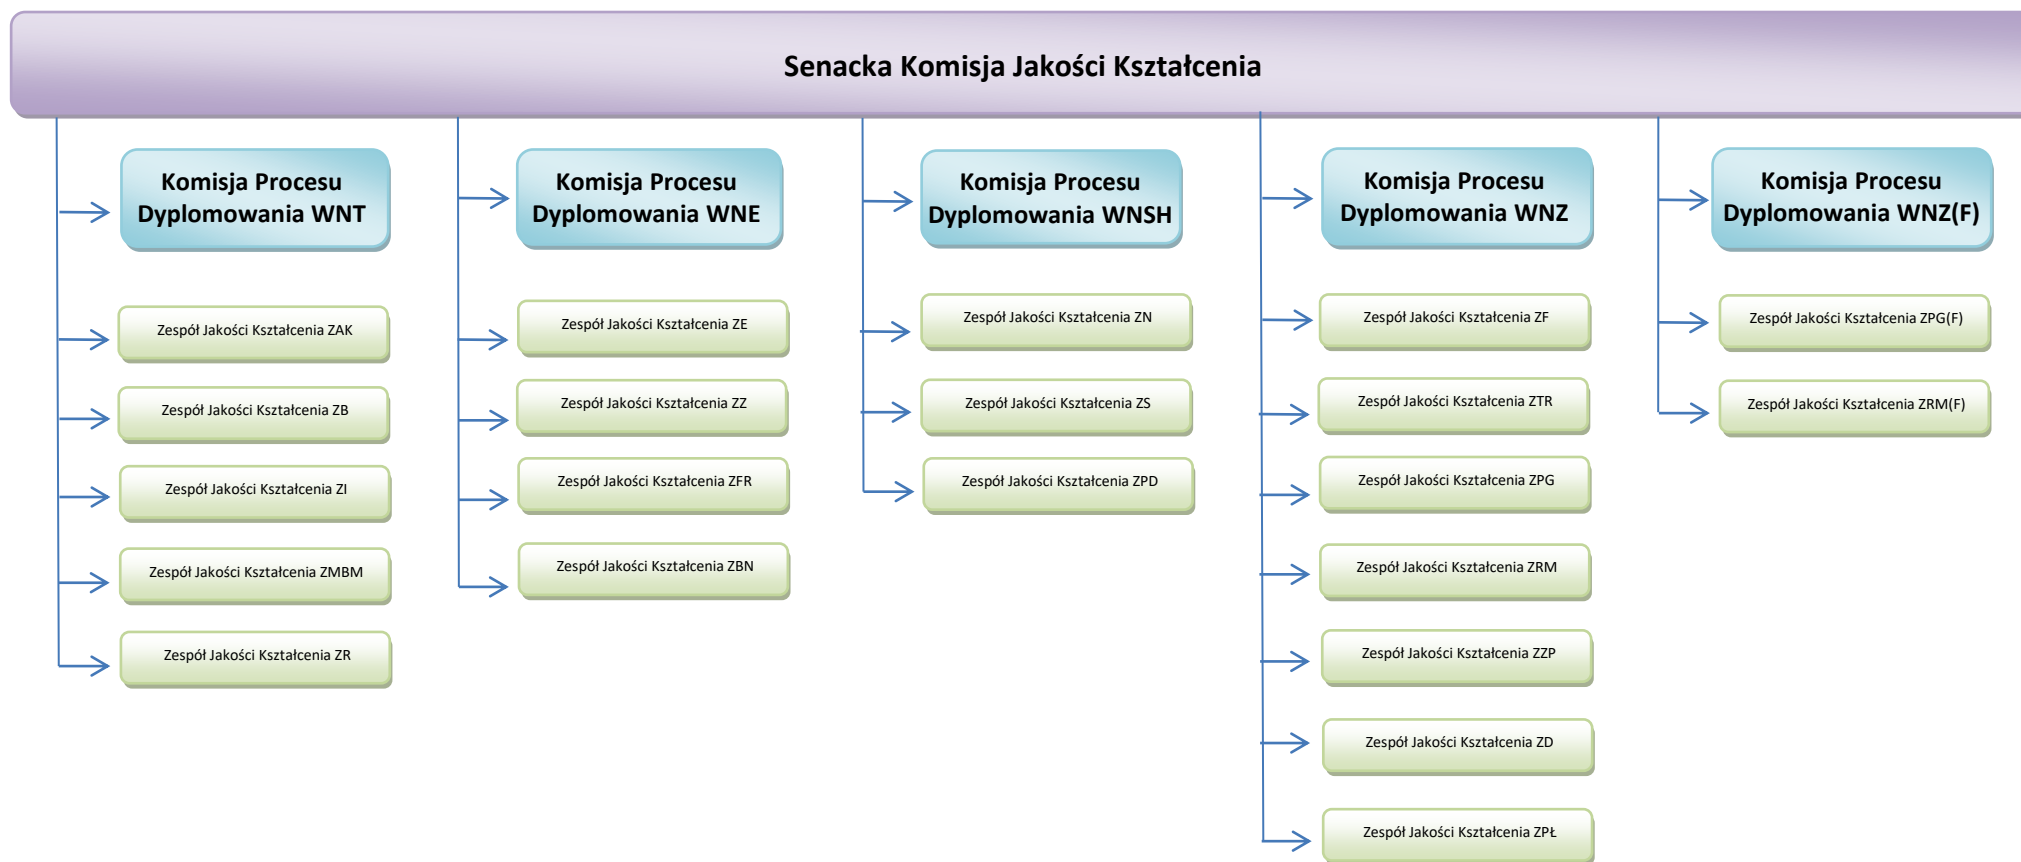 Senacka Komisja Jakości Kształcenia
Komisja Procesu
Dyplomowania WNT
Zespół Jakości Kształcenia ZAK
Zespół Jakości Kształcenia ZB
Zespół Jakości Kształcenia ZI
Zespół Jakości Kształcenia ZMBM
Zespół Jakości Kształcenia ZR
Komisja Procesu
Dyplomowania WNE
Zespół Jakości Kształcenia ZE
Zespół Jakości Kształcenia ZZ
Zespół Jakości Kształcenia ZFR
Zespół Jakości Kształcenia ZBN
Komisja Procesu
Dyplomowania WNSH
Zespół Jakości Kształcenia ZN
Zespół Jakości Kształcenia ZS
Zespół Jakości Kształcenia ZPD
Komisja Procesu
Dyplomowania WNZ
Zespół Jakości Kształcenia ZF
Zespół Jakości Kształcenia ZTR
Zespół Jakości Kształcenia ZPG
Zespół Jakości Kształcenia ZRM
Zespół Jakości Kształcenia ZZP
Zespół Jakości Kształcenia ZD
Zespół Jakości Kształcenia ZPŁ
Komisja Procesu
Dyplomowania WNZ(F)
Zespół Jakości Kształcenia ZPG(F)
Zespół Jakości Kształcenia ZRM(F)